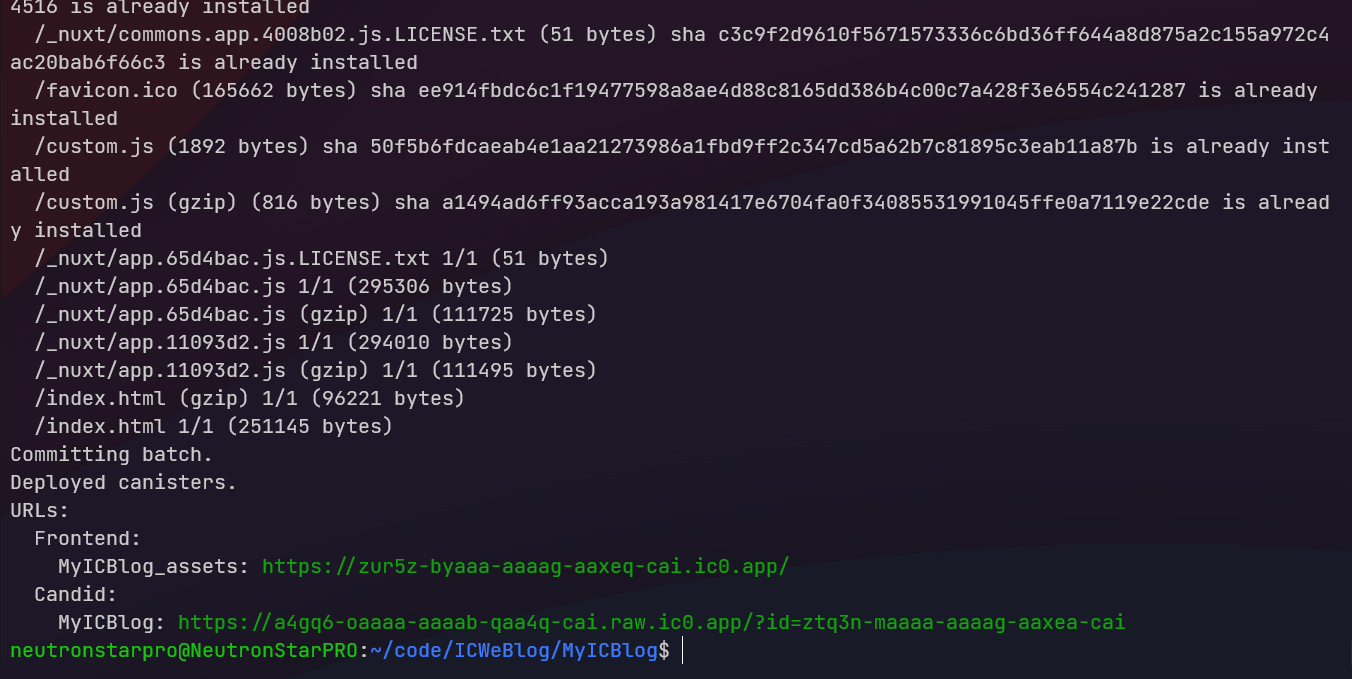 4516 is already installed
  /_nuxt/commons.app.4008b02.js.LICENSE.txt (51 bytes) sha c3c9f2d9610f5671573336c6bd36ff644a8d875a2c155a972c4
ac20bab6f66c3 is already installed
  /favicon.ico (165662 bytes) sha ee914fbdc6c1f19477598a8ae4d88c8165dd386b4c00c7a428f3e6554c241287 is already
installed
  /custom.js (1892 bytes) sha 50f5b6fdcaeab4e1aa21273986a1fbd9ff2c347cd5a62b7c81895c3eab11a87b is already inst
alled
  /custom.js (gzip) (816 bytes) sha a1494ad6ff93acca193a981417e6704fa0f34085531991045ffe0a7119e22cde is alread
y installed
  /_nuxt/app.65d4bac.js.LICENSE.txt 1/1 (51 bytes)
  /_nuxt/app.65d4bac.js 1/1 (295306 bytes)
  /_nuxt/app.65d4bac.js (gzip) 1/1 (111725 bytes)
  /_nuxt/app.11093d2.js 1/1 (294010 bytes)
  /_nuxt/app.11093d2.js (gzip) 1/1 (111495 bytes)
  /index.html (gzip) 1/1 (96221 bytes)
  /index.html 1/1 (251145 bytes)
Committing batch.
Deployed canisters.
URLs:
  Frontend:
    MyICBlog_assets: https://zur5z-byaaa-aaaag-aaxeq-cai.ic0.app/
  Candid:
    MyICBlog: https://a4gq6-oaaaa-aaaab-qaa4q-cai.raw.ic0.app/?id=ztq3n-maaaa-aaaag-aaxea-cai
neutronstarpro@NeutronStarPRO:~/code/ICWeBlog/MyICBlog$